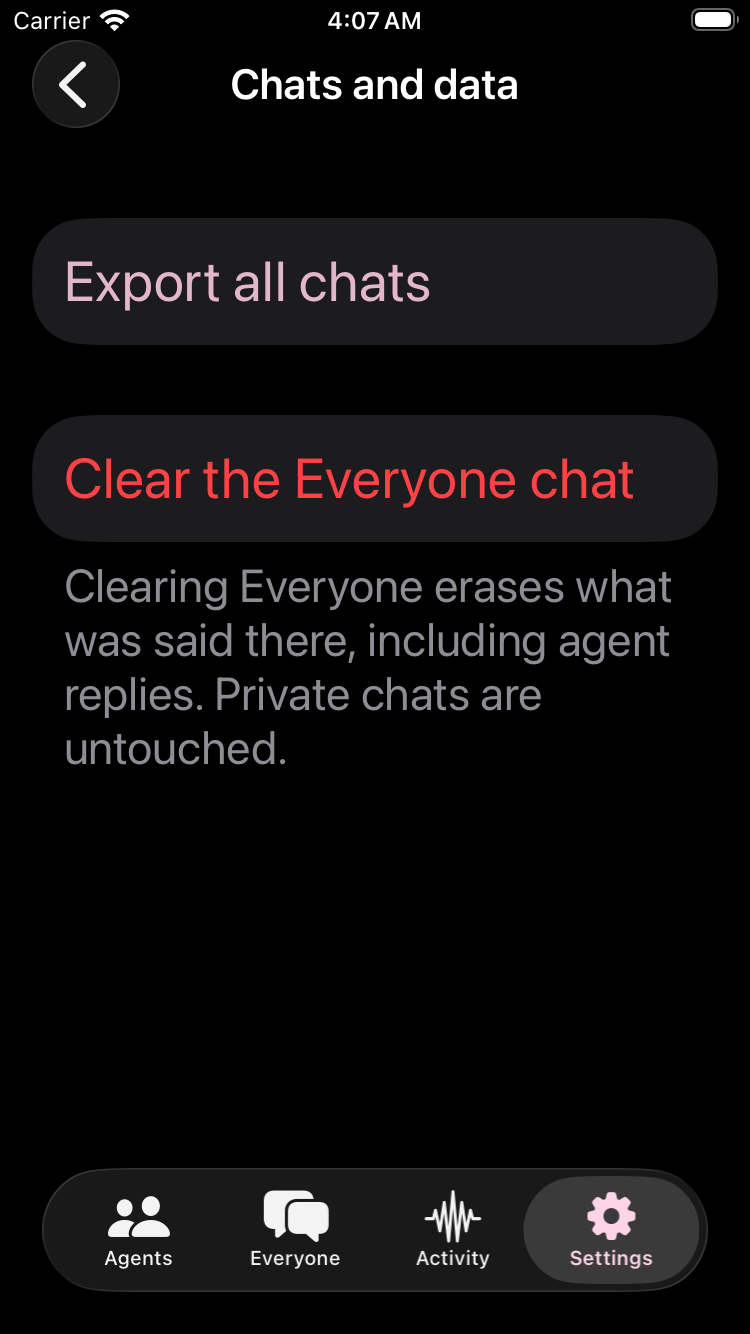 Carrier 4:07 AM
Chats and data
Export all chats
Clear the Everyone chat
Clearing Everyone erases what
was said there, including agent
replies. Private chats are
untouched.
Agents Everyone Activity Settings